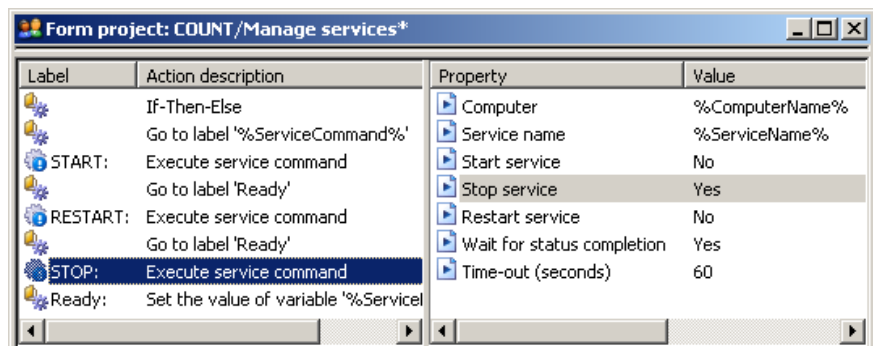 Form project: COUNT/Manage services*
Label Action description Property Value
If-Then-Else Computer %ComputerName%
Go to label '%ServiceCommand%' Service name %ServiceName%
START: Execute service command Start service No
Go to label 'Ready' Stop service Yes
RESTART: Execute service command Restart service No
Go to label 'Ready' Wait for status completion Yes
STOP: Execute service command Time-out (seconds) 60
Ready: Set the value of variable